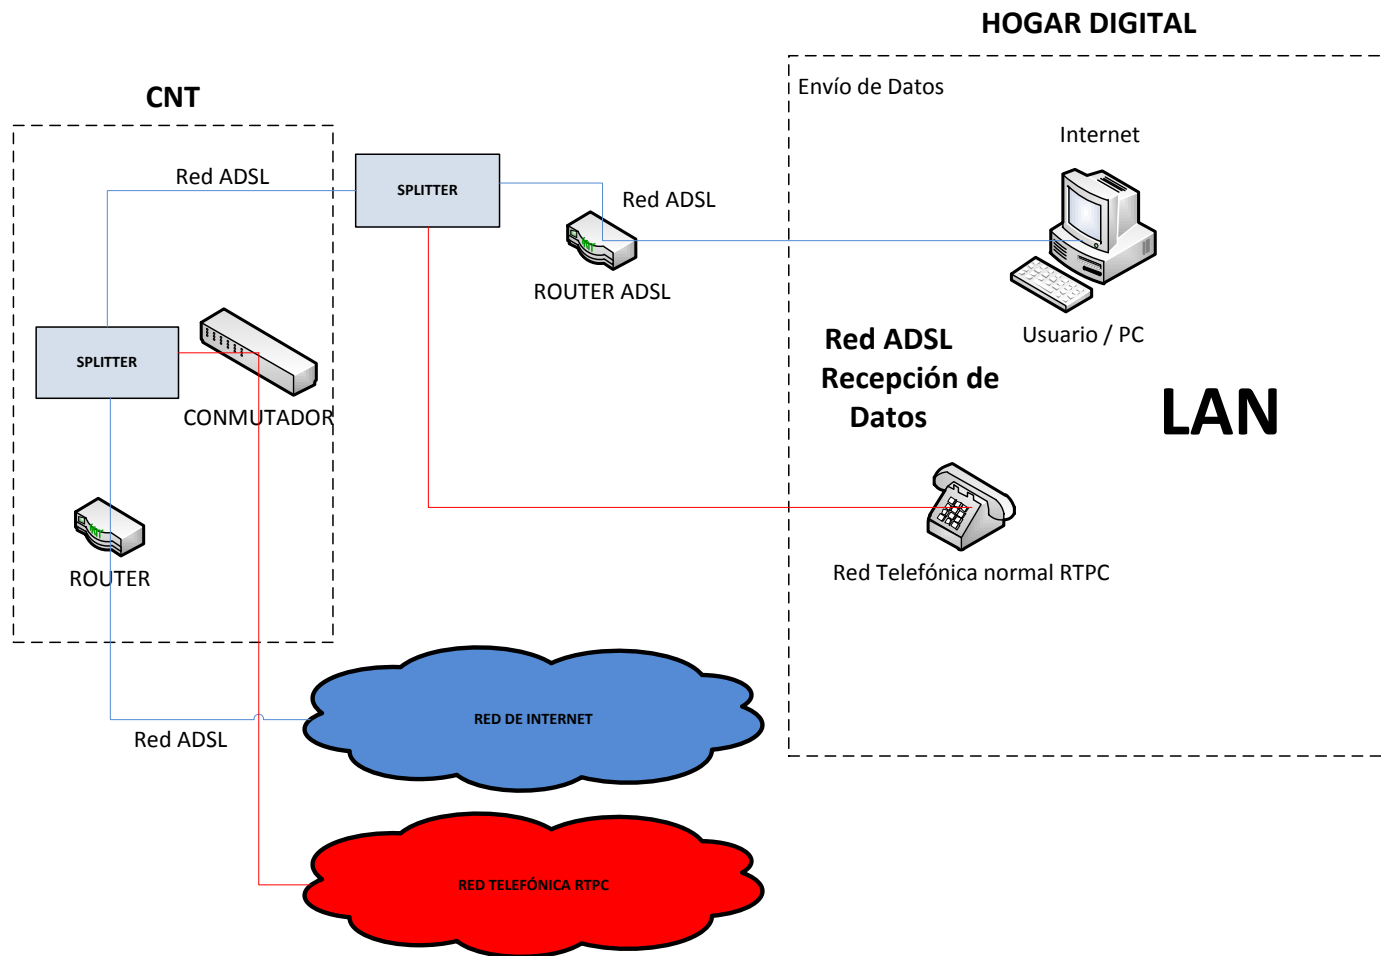 HOGAR DIGITAL
CNT
Envío de Datos
Internet
Red ADSL
SPLITTER
Red ADSL
ROUTER ADSL
Usuario / PC
SPLITTER
CONMUTADOR
Red ADSL
Recepción de
Datos
LAN
ROUTER
Red Telefónica normal RTPC
RED DE INTERNET
Red ADSL
RED TELEFÓNICA RTPC